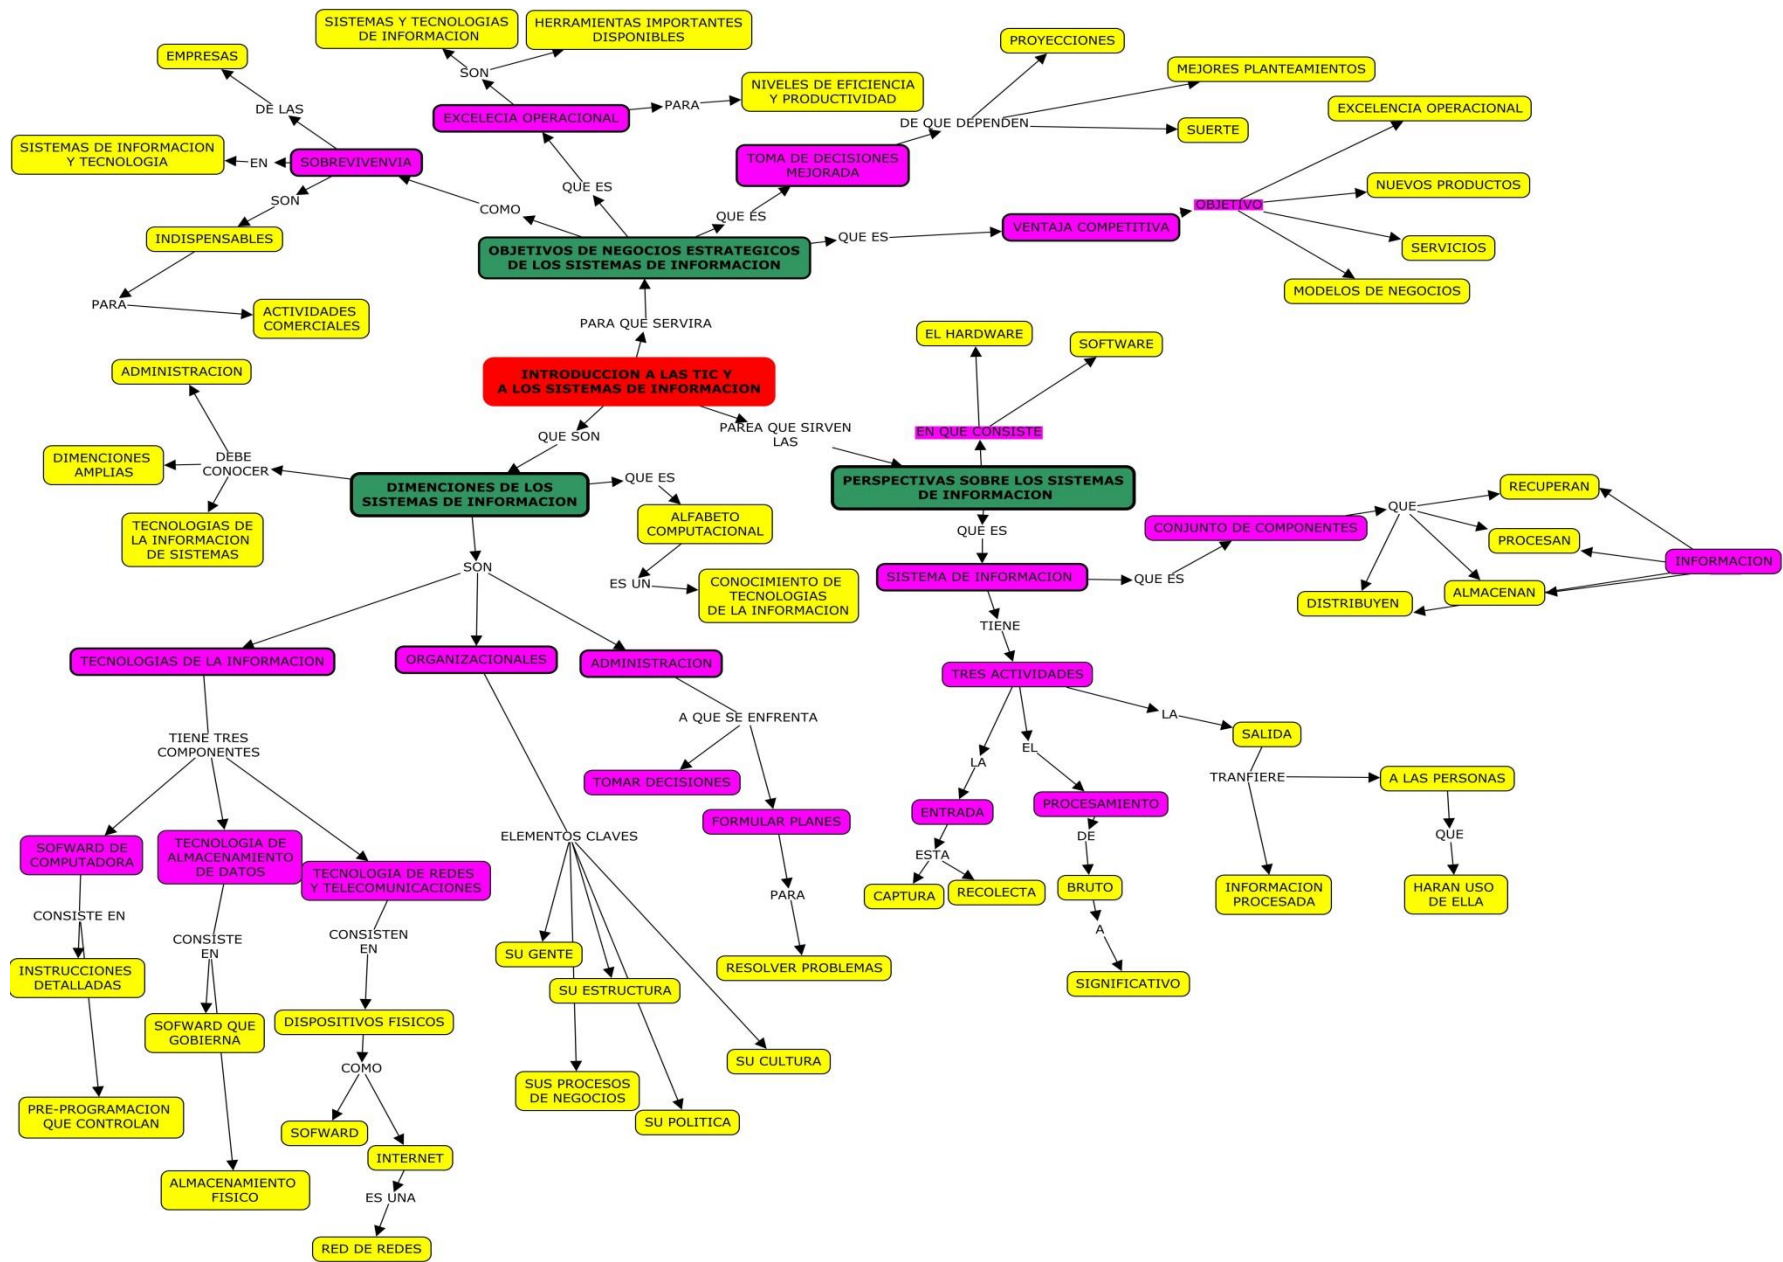 SISTEMAS Y TECNOLOGIAS
DE INFORMACION
HERRAMIENTAS IMPORTANTES
DISPONIBLES
EMPRESAS
SON
PROYECCIONES
MEJORES PLANTEAMIENTOS
NIVELES DE EFICIENCIA
Y PRODUCTIVIDAD
PARA
EXCELECIA OPERACIONAL
DE LAS
DE QUE DEPENDEN
EXCELENCIA OPERACIONAL
SUERTE
SISTEMAS DE INFORMACION
Y TECNOLOGIA
EN
SOBREVIVENVIA
TOMA DE DECISIONES
MEJORADA
NUEVOS PRODUCTOS
QUE ES
SON
COMO
QUE ES
OBJETIVO
INDISPENSABLES
VENTAJA COMPETITIVA
QUE ES
SERVICIOS
OBJETIVOS DE NEGOCIOS ESTRATEGICOS
DE LOS SISTEMAS DE INFORMACION
MODELOS DE NEGOCIOS
PARA
ACTIVIDADES
COMERCIALES
PARA QUE SERVIRA
EL HARDWARE
SOFTWARE
ADMINISTRACION
INTRODUCCION A LAS TIC Y
A LOS SISTEMAS DE INFORMACION
QUE SON
PAREA QUE SIRVEN
LAS
EN QUE CONSISTE
DIMENCIONES
AMPLIAS
DEBE
CONOCER
DIMENCIONES DE LOS
SISTEMAS DE INFORMACION
QUE ES
PERSPECTIVAS SOBRE LOS SISTEMAS
DE INFORMACION
RECUPERAN
TECNOLOGIAS DE
LA INFORMACION
DE SISTEMAS
ALFABETO
COMPUTACIONAL
QUE ES
CONJUNTO DE COMPONENTES
QUE
PROCESAN
INFORMACION
SON
ES UN
CONOCIMIENTO DE
TECNOLOGIAS
DE LA INFORMACION
SISTEMA DE INFORMACION
QUE ES
ALMACENAN
DISTRIBUYEN
TIENE
TECNOLOGIAS DE LA INFORMACION
ORGANIZACIONALES
ADMINISTRACION
TRES ACTIVIDADES
A QUE SE ENFRENTA
LA
SALIDA
TIENE TRES
COMPONENTES
EL
LA
TOMAR DECISIONES
TRANFIERE
A LAS PERSONAS
ENTRADA
PROCESAMIENTO
FORMULAR PLANES
SOFWARD DE
COMPUTADORA
TECNOLOGIA DE
ALMACENAMIENTO
DE DATOS
TECNOLOGIA DE REDES
Y TELECOMUNICACIONES
ELEMENTOS CLAVES
ESTA
DE
QUE
CAPTURA
RECOLECTA
BRUTO
INFORMACION
PROCESADA
HARAN USO
DE ELLA
PARA
CONSISTE EN
CONSISTE
EN
CONSISTEN
EN
A
SU GENTE
RESOLVER PROBLEMAS
INSTRUCCIONES
DETALLADAS
SU ESTRUCTURA
SIGNIFICATIVO
SOFWARD QUE
GOBIERNA
DISPOSITIVOS FISICOS
SU CULTURA
COMO
SUS PROCESOS
DE NEGOCIOS
PRE-PROGRAMACION
QUE CONTROLAN
SU POLITICA
SOFWARD
INTERNET
ALMACENAMIENTO
FISICO
ES UNA
RED DE REDES